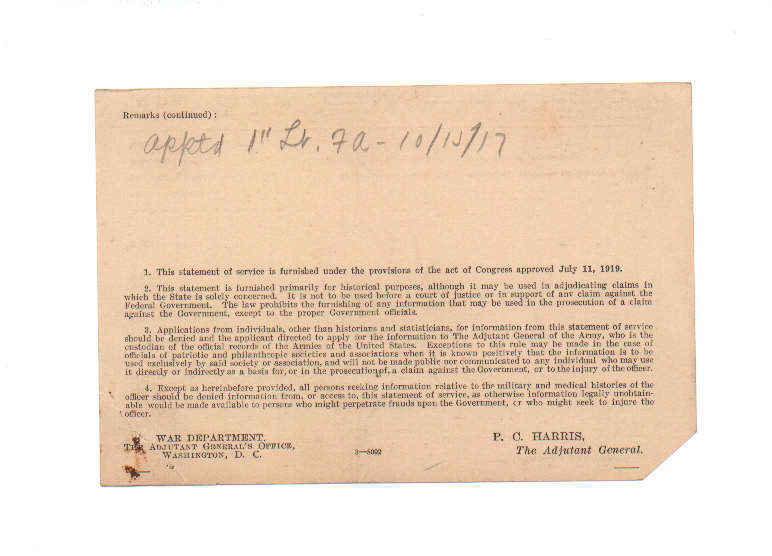 Remarks (continued) :
apptd 1" Lt. FA - 10/15/17
1. This statement of service is furnished under the provisions of the act of Congress approved July 11, 1919.
2. This statement is furnished primarily for historical purposes, although it may be used in adjudicating claims in
which the State is solely concerned. It is not to be used before a court of justice or in support of any claim against the
Federal Government. The law prohibits the furnishing of any information that may be used in the prosecution of a claim
against the Government, except to the proper Government officials.
3. Applications from individuals, other than historians and statisticians, for information from this statement of service
should be denied and the applicant directed to apply for the information to The Adjutant General of the Army, who is the
custodian of the official records of the Armies of the United States. Exceptions to this rule may be made in the case of
officials of patriotic and philanthropic societies and associations when it is known positively that the information is to be
used exclusively by said society or association, and will not be made public nor communicated to any individual who may use
it directly or indirectly as a basis for, or in the prosecution of, a claim against the Government, or to the injury of the officer.
4. Except as hereinbefore provided, all persons seeking information relative to the military and medical histories of the
officer should be denied information from, or access to, this statement of service, as otherwise information legally unobtain-
able would be made available to persons who might perpetrate frauds upon the Government, or who might seek to injure the
officer.
WAR DEPARTMENT,
THE ADJUTANT GENERAL'S OFFICE,
WASHINGTON, D. C.
3—8092
P. C. HARRIS,
The Adjutant General.